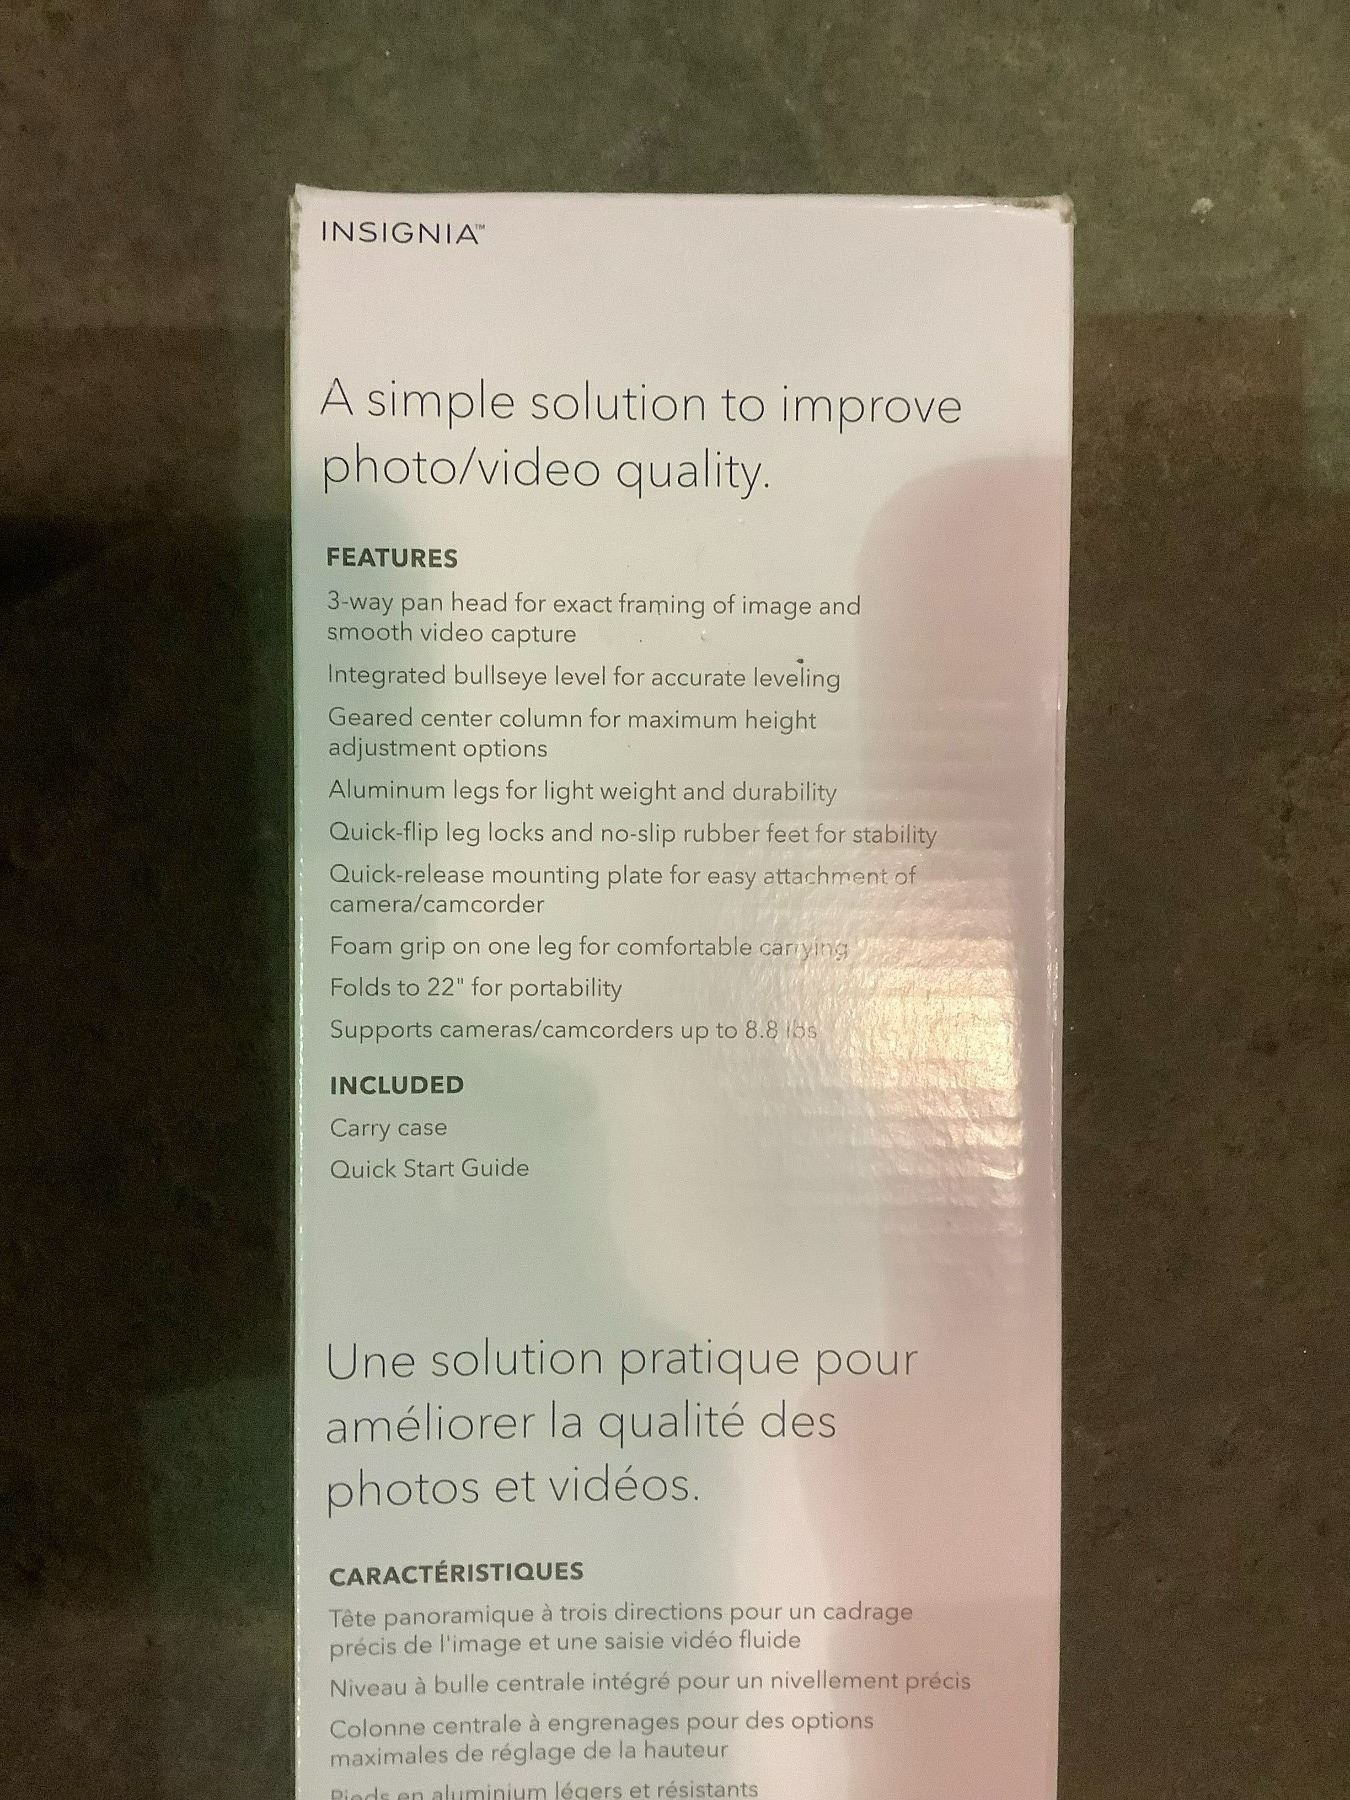 INSIGNIA™
A simple solution to improve
photo/video quality.
FEATURES
3-way pan head for exact framing of image and
smooth video capture
Integrated bullseye level for accurate leveling
Geared center column for maximum height
adjustment options
Aluminum legs for light weight and durability
Quick-flip leg locks and no-slip rubber feet for stability
Quick-release mounting plate for easy attachment of
camera/camcorder
Foam grip on one leg for comfortable carrying
Folds to 22" for portability
Supports cameras/camcorders up to 8.8 lbs
INCLUDED
Carry case
Quick Start Guide
Une solution pratique pour
améliorer la qualité des
photos et vidéos.
CARACTÉRISTIQUES
Tête panoramique à trois directions pour un cadrage
précis de l'image et une saisie vidéo fluide
Niveau à bulle centrale intégré pour un nivellement précis
Colonne centrale à engrenages pour des options
maximales de réglage de la hauteur
Pieds en aluminium légers et résistants